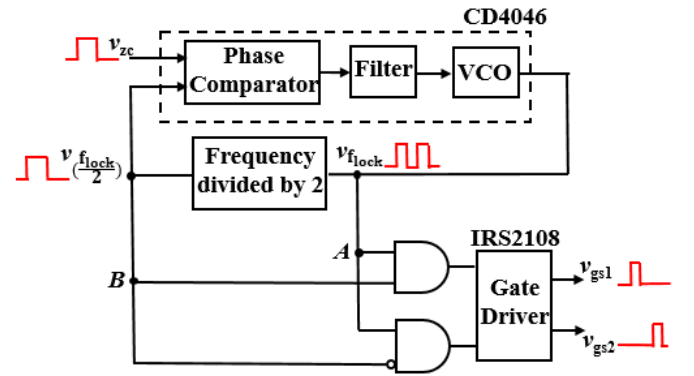 CD4046
vzc
Phase
Comparator
Filter
VCO
v(flock/2)
Frequency
divided by 2
vflock
A
B
IRS2108
Gate
Driver
vgs1
vgs2